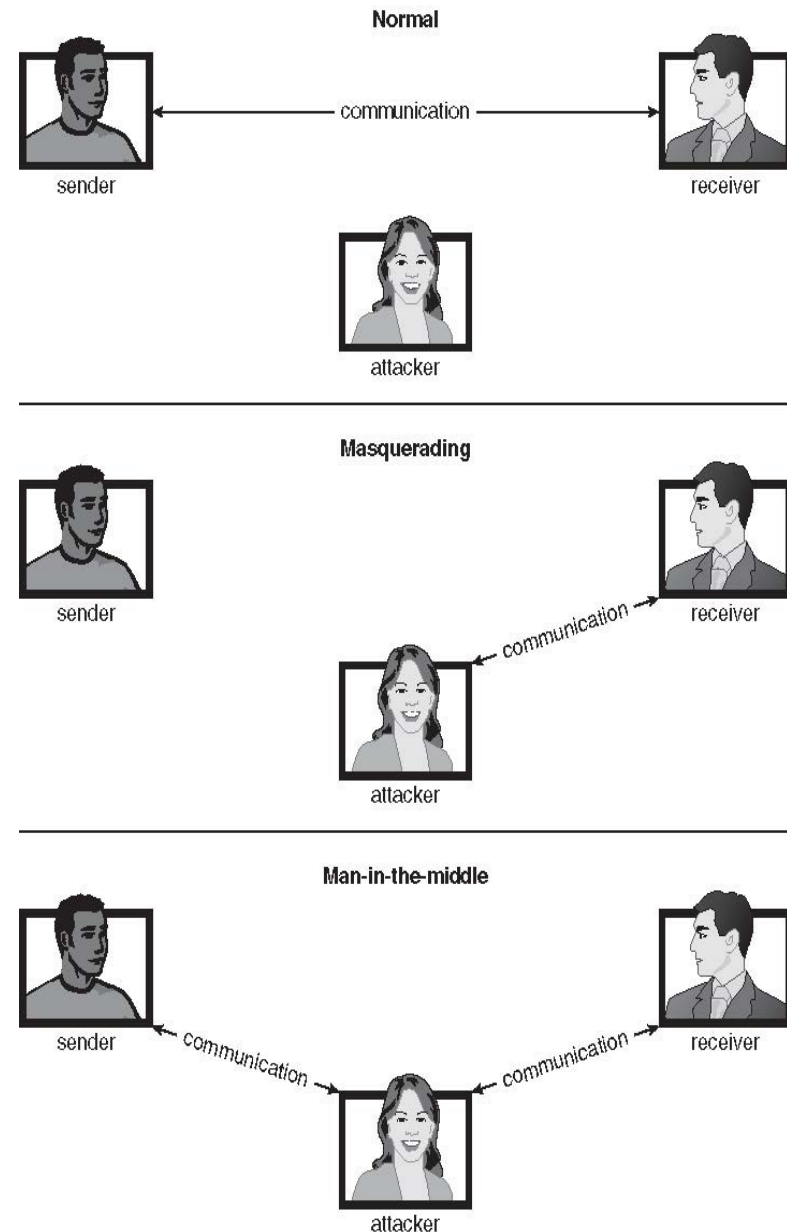 Normal
communication
sender
receiver
attacker
Masquerading
sender
receiver
communication
attacker
Man-in-the-middle
sender
receiver
communication
communication
attacker